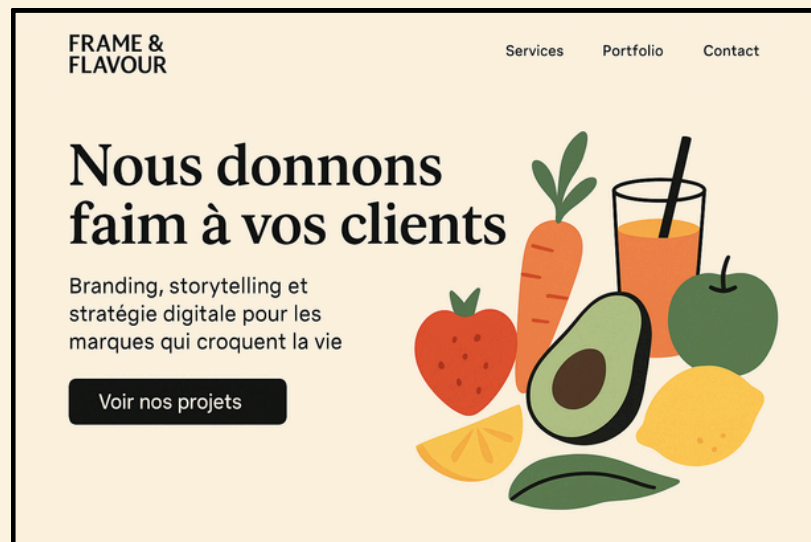 FRAME &
FLAVOUR
Services Portfolio Contact
Nous donnons
faim à vos clients
Branding, storytelling et
stratégie digitale pour les
marques qui croquent la vie
Voir nos projets